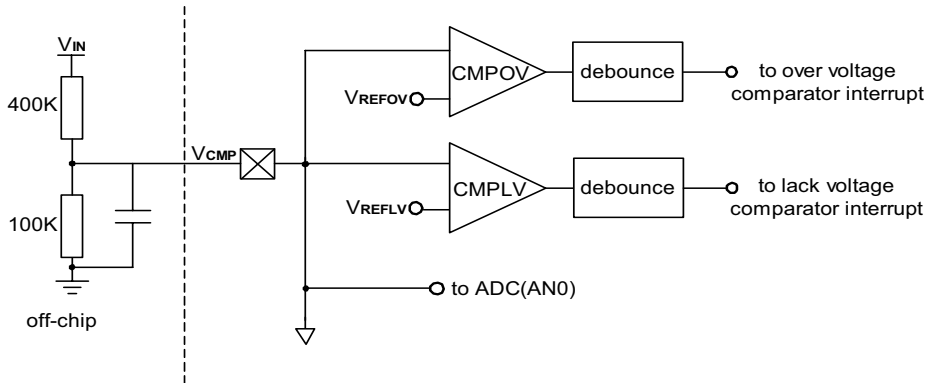 VIN
400K
100K
off-chip
VCMP
CMPOV
VREFOV
debounce
to over voltage
comparator interrupt
CMPLV
VREFLV
debounce
to lack voltage
comparator interrupt
to ADC(AN0)